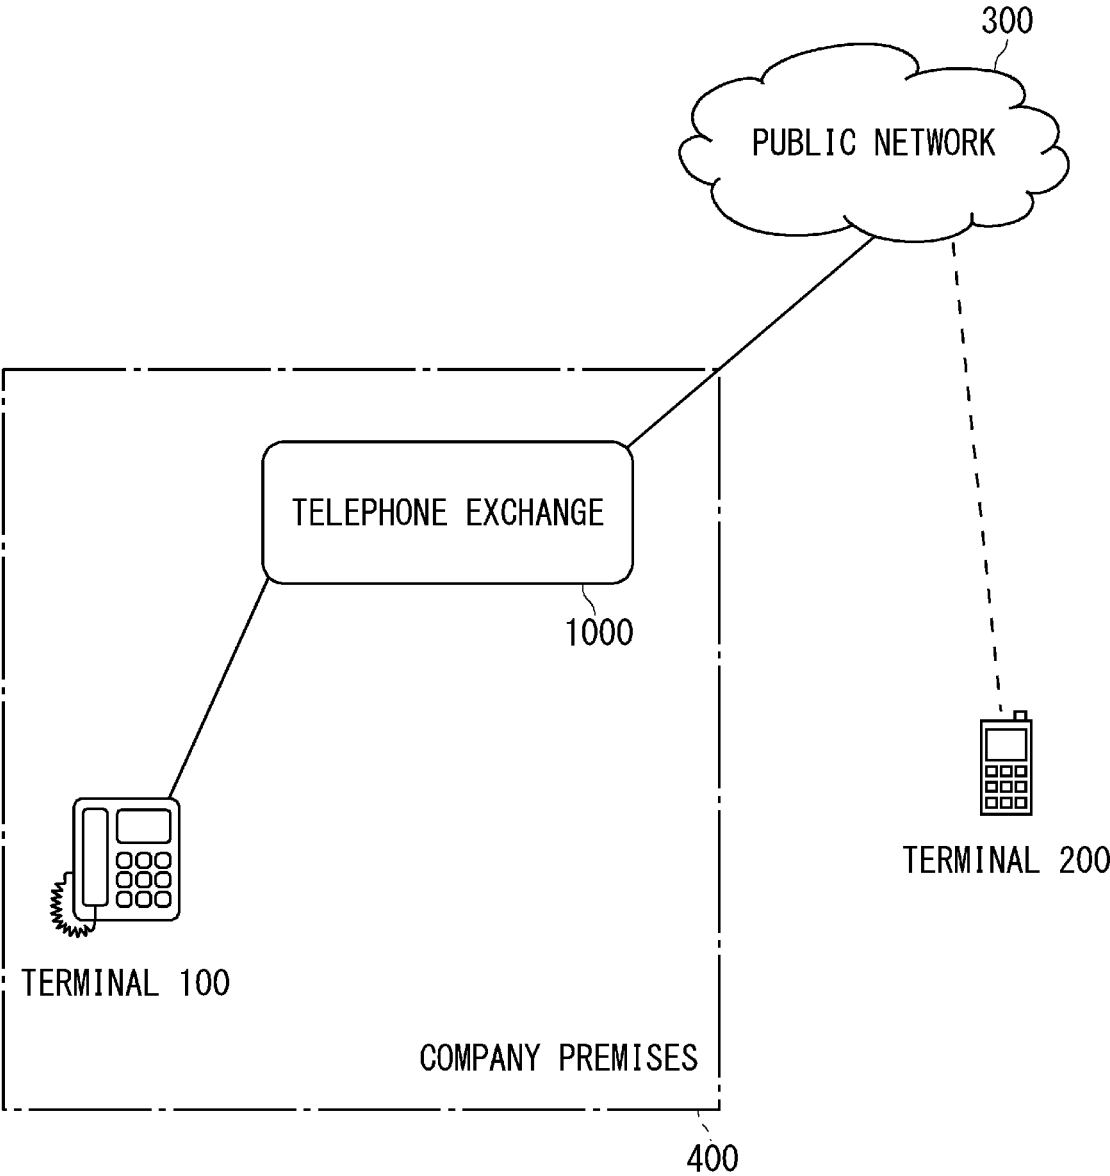 300
PUBLIC NETWORK
TELEPHONE EXCHANGE
1000
TERMINAL 200
TERMINAL 100
COMPANY PREMISES
400